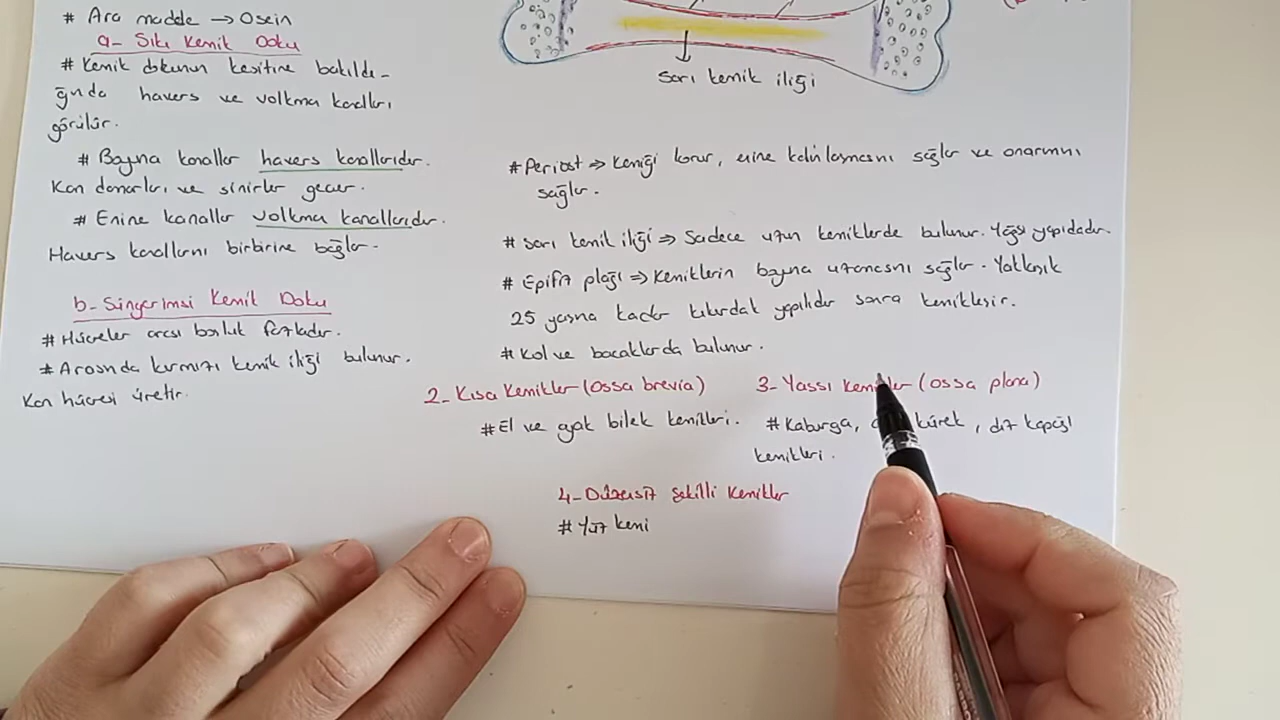 # Ara madde → Osein
a- Sıkı Kemik Doku
# Kemik dokunun kesitine bakıldı-
ğında havers ve volkman kanalları
görülür.
# Boyuna kanallar havers kanallarıdır.
Kan damarları ve sinirler geçer.
# Enine kanallar volkman kanallarıdır.
Havers kanallarını birbirine bağlar.
b- Süngerimsi Kemik Doku
# Hücreler arası boşluk fazladır.
# Arasında kırmızı kemik iliği bulunur.
Kan hücresi üretir.
Sarı kemik iliği
# Periost ⇒ Kemiği korur, enine kalınlaşmasını sağlar ve onarımını
sağlar.
# Sarı kemik iliği ⇒ Sadece uzun kemiklerde bulunur. Yağsı yapıdadır.
# Epifiz plağı ⇒ Kemiklerin boyuna uzamasını sağlar. Yaklaşık
25 yaşına kadar kıkırdak yapılıdır sonra kemikleşir.
# Kol ve bacaklarda bulunur.
2- Kısa Kemikler (Ossa brevia)
# El ve ayak bilek kemikleri.
3- Yassı Kemikler (Ossa plana)
# Kaburga, kürek, diz kapağı
kemikleri.
4- Düzensiz Şekilli Kemikler
# Yüz kemi